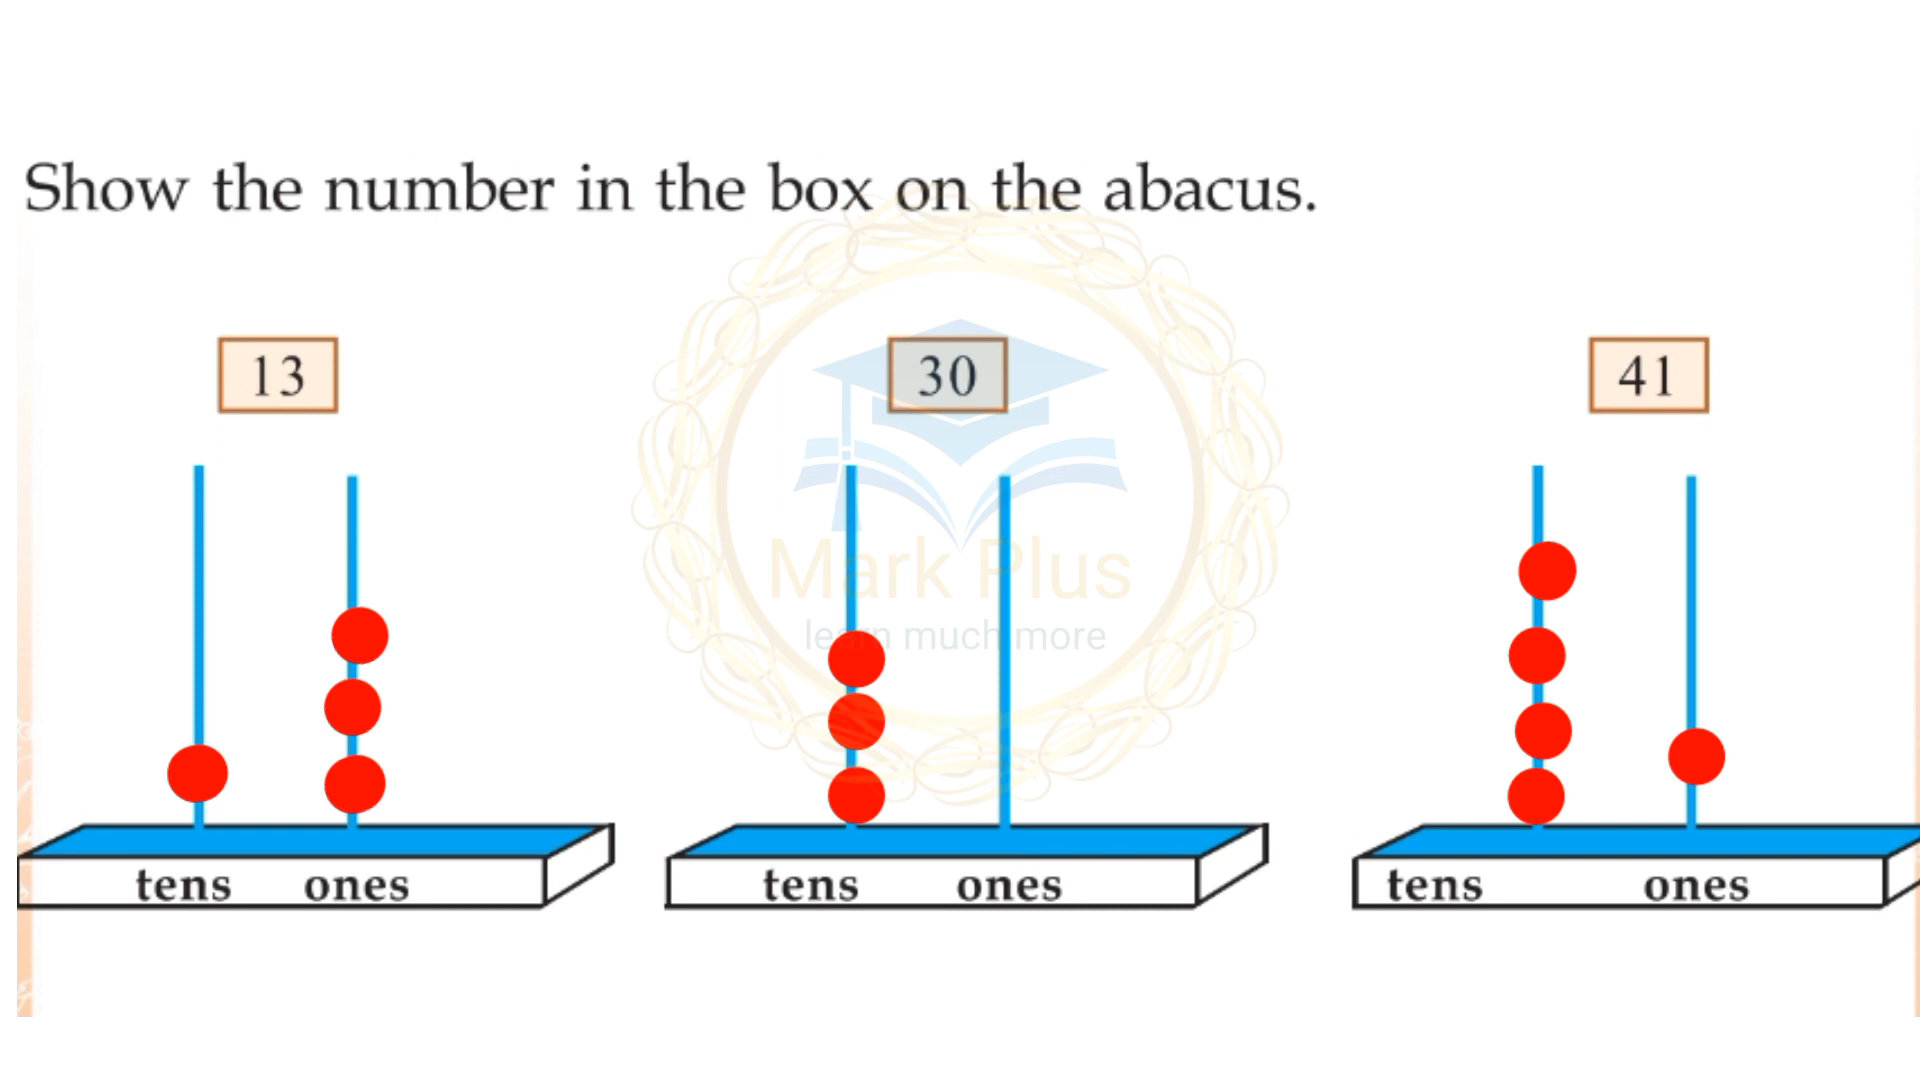 Show the number in the box on the abacus.
13 30 41
Mark Plus
learn much more
tens ones tens ones tens ones